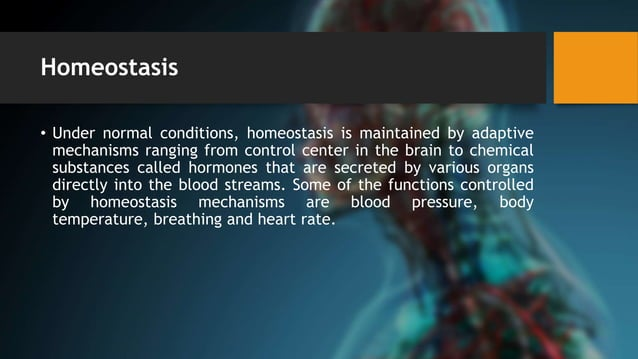 Homeostasis
• Under normal conditions, homeostasis is maintained by adaptive
mechanisms ranging from control center in the brain to chemical
substances called hormones that are secreted by various organs
directly into the blood streams. Some of the functions controlled
by homeostasis mechanisms are blood pressure, body
temperature, breathing and heart rate.